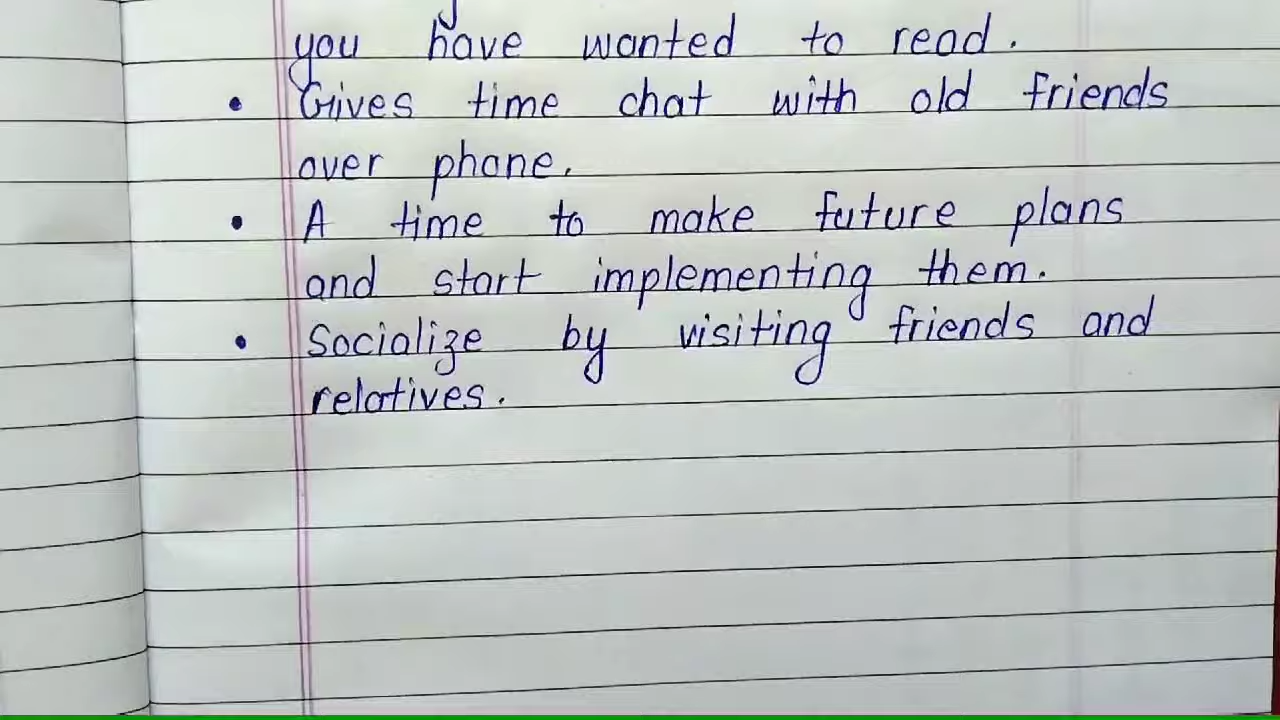 you have wanted to read.
• Gives time chat with old friends
over phone.
• A time to make future plans
and start implementing them.
• Socialize by visiting friends and
relatives.